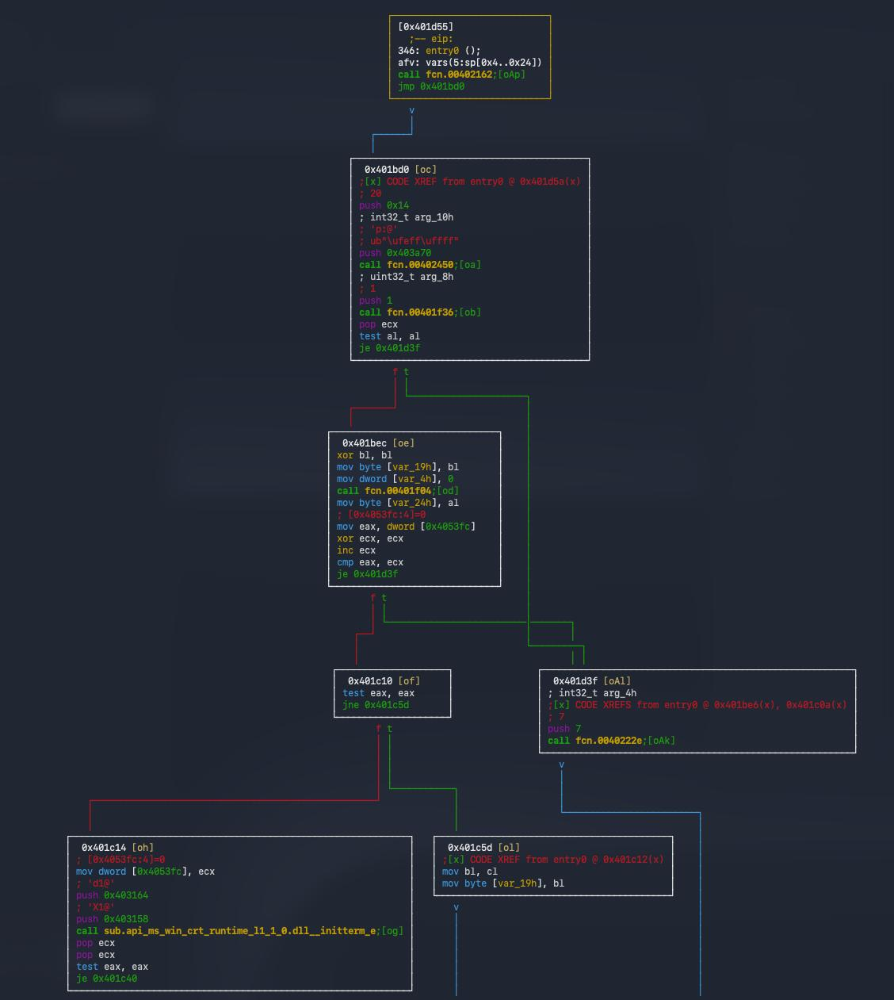 [0x401d55]
;-- eip:
346: entry0 ();
afv: vars(5:sp[0x4..0x24])
call fcn.00402162;[oAp]
jmp 0x401bd0
v
0x401bd0 [oc]
;[x] CODE XREF from entry0 @ 0x401d5a(x)
; 20
push 0x14
; int32_t arg_10h
; 'p:@'
; ub"\ufeff\uffff"
push 0x403a70
call fcn.00402450;[oa]
; uint32_t arg_8h
; 1
push 1
call fcn.00401f36;[ob]
pop ecx
test al, al
je 0x401d3f
f t
0x401bec [oe]
xor bl, bl
mov byte [var_19h], bl
mov dword [var_4h], 0
call fcn.00401f04;[od]
mov byte [var_24h], al
; [0x4053fc:4]=0
mov eax, dword [0x4053fc]
xor ecx, ecx
inc ecx
cmp eax, ecx
je 0x401d3f
f t
0x401c10 [of]
test eax, eax
jne 0x401c5d
f t
0x401d3f [oAl]
; int32_t arg_4h
;[x] CODE XREFS from entry0 @ 0x401be6(x), 0x401c0a(x)
; 7
push 7
call fcn.0040222e;[oAk]
v
0x401c14 [oh]
; [0x4053fc:4]=0
mov dword [0x4053fc], ecx
; 'd1@'
push 0x403164
; 'X1@'
push 0x403158
call sub.api_ms_win_crt_runtime_l1_1_0.dll__initterm_e;[og]
pop ecx
pop ecx
test eax, eax
je 0x401c40
0x401c5d [ol]
;[x] CODE XREF from entry0 @ 0x401c12(x)
mov bl, cl
mov byte [var_19h], bl
v